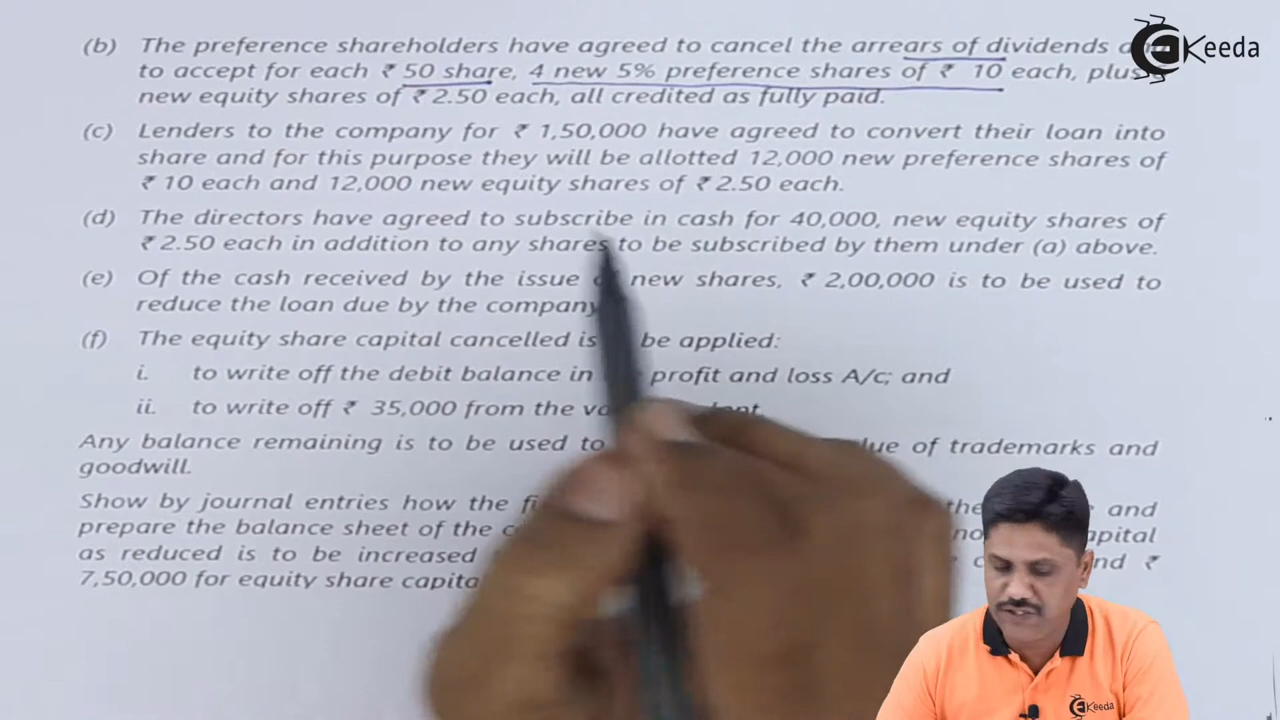 Keeda
(b) The preference shareholders have agreed to cancel the arrears of dividends
to accept for each ₹ 50 share, 4 new 5% preference shares of ₹ 10 each, plus
new equity shares of ₹ 2.50 each, all credited as fully paid.
(c) Lenders to the company for ₹ 1,50,000 have agreed to convert their loan into
share and for this purpose they will be allotted 12,000 new preference shares of
₹ 10 each and 12,000 new equity shares of ₹ 2.50 each.
(d) The directors have agreed to subscribe in cash for 40,000, new equity shares of
₹ 2.50 each in addition to any shares to be subscribed by them under (a) above.
(e) Of the cash received by the issue new shares, ₹ 2,00,000 is to be used to
reduce the loan due by the company
(f) The equity share capital cancelled is be applied:
i. to write off the debit balance in profit and loss A/c; and
ii. to write off ₹ 35,000 from the
Any balance remaining is to be used to of trademarks and
goodwill.
Show by journal entries how the and
prepare the balance sheet of the
as reduced is to be increased ₹
7,50,000 for equity share
Keeda